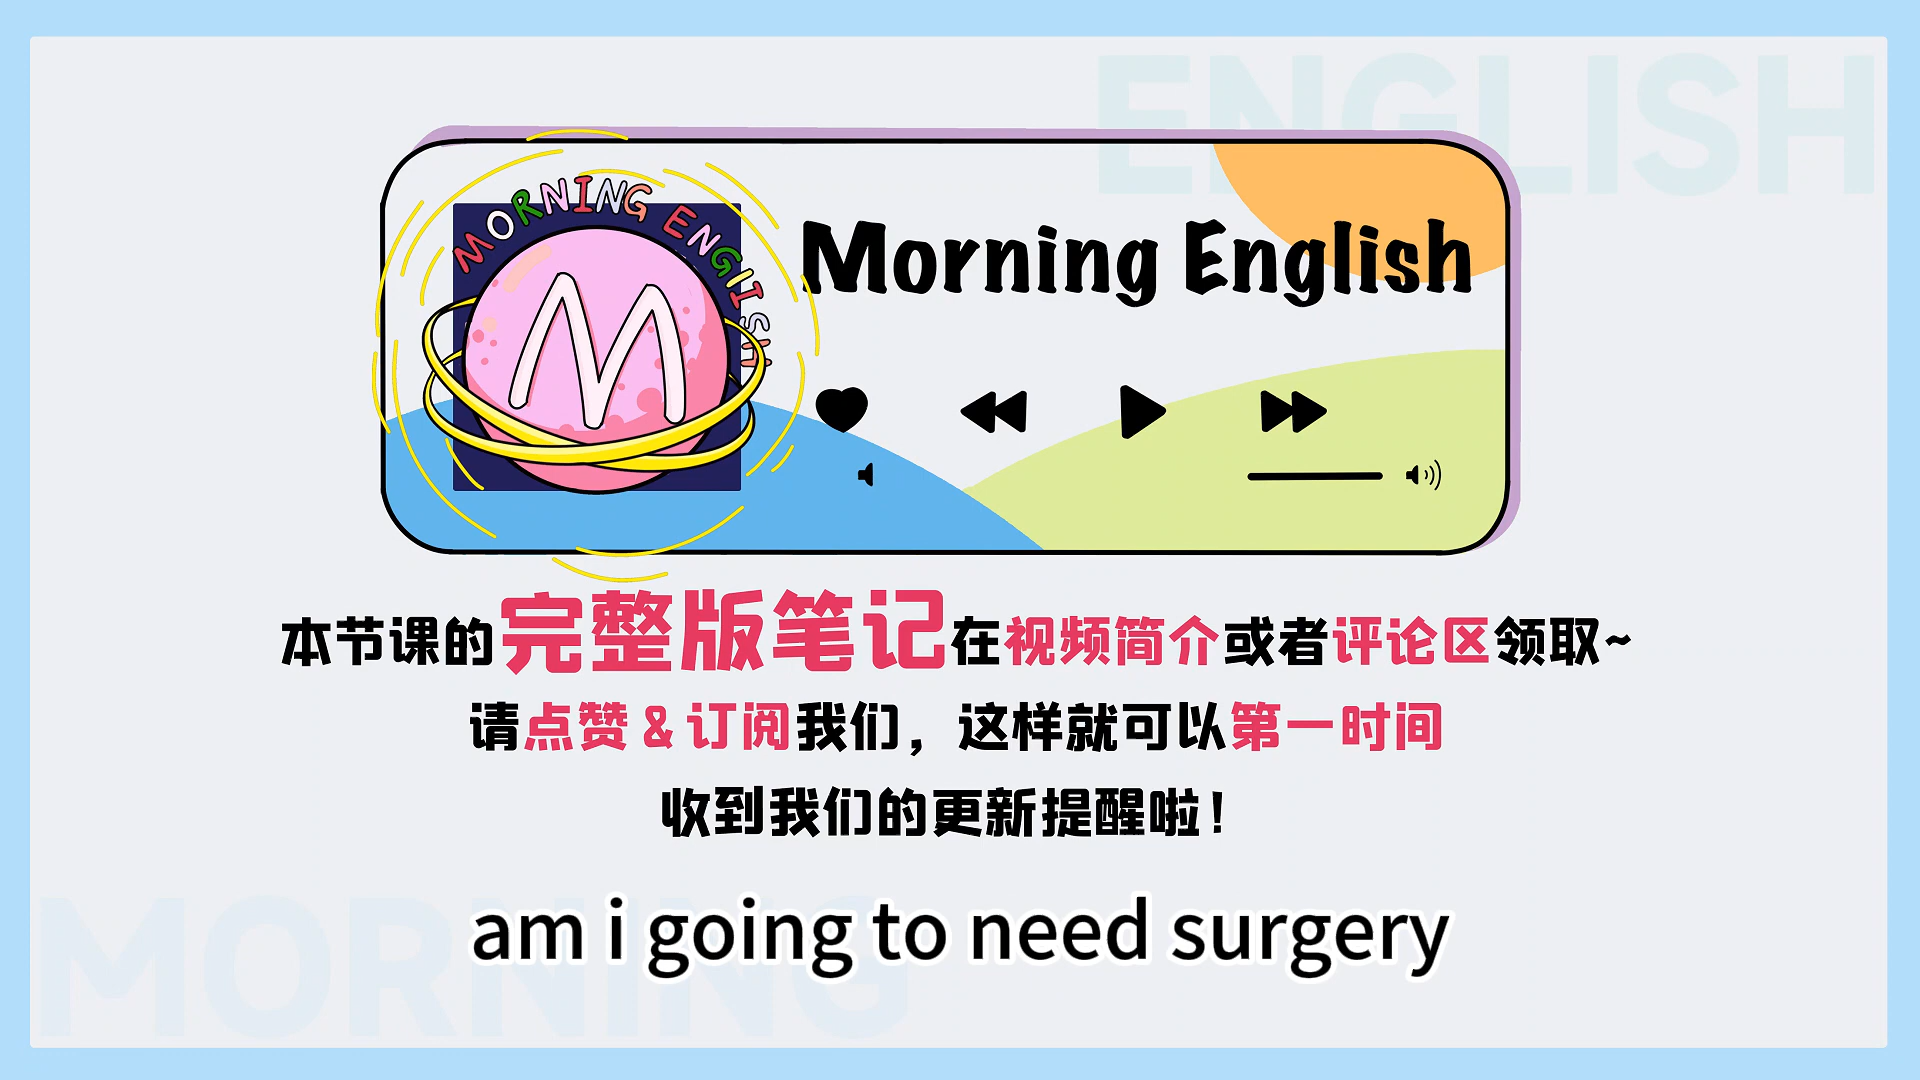 ENGLISH
MORNING ENGLISH
M
Morning English
本节课的完整版笔记在视频简介或者评论区领取~
请点赞&订阅我们，这样就可以第一时间
收到我们的更新提醒啦！
am i going to need surgery
MORNING